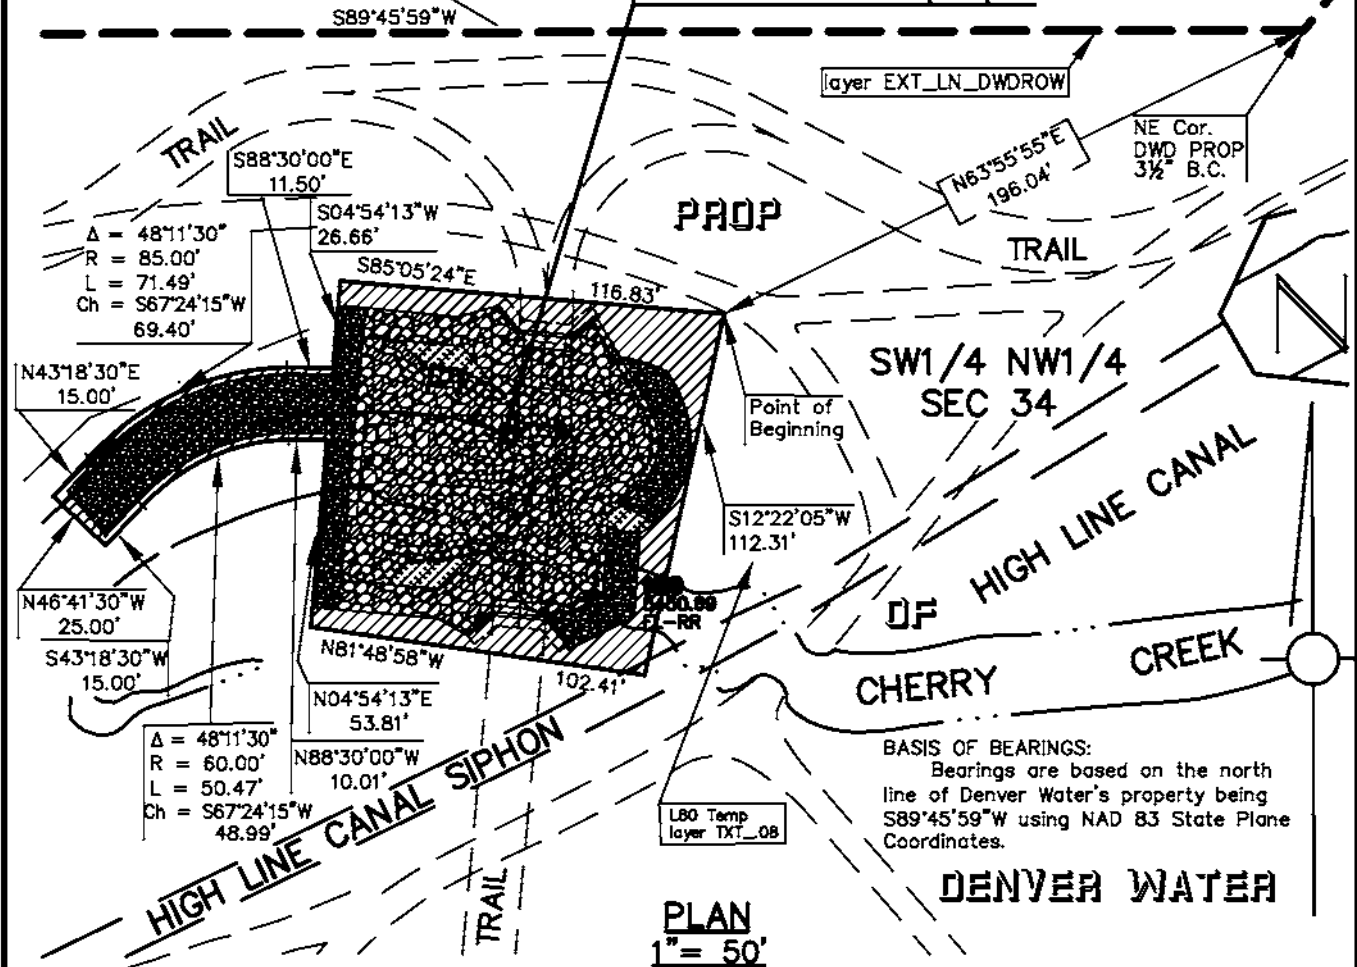 S89°45'59"W
layer EXT_LN_DWDROW
NE Cor.
DWD PROP
3½" B.C.
N63°55'55"E
196.04'
TRAIL
S88°30'00"E
11.50'
S04°54'13"W
26.66'
PROP
TRAIL
Δ = 48°11'30"
R = 85.00'
L = 71.49'
Ch = S67°24'15"W
69.40'
S85°05'24"E
116.83'
N
SW1/4 NW1/4
SEC 34
N43°18'30"E
15.00'
Point of
Beginning
HIGH LINE CANAL
S12°22'05"W
112.31'
N46°41'30"W
25.00'
S43°18'30"W
15.00'
FL-RR
OF
N81°48'58"W
102.41'
CHERRY CREEK
N04°54'13"E
53.81'
Δ = 48°11'30"
R = 60.00'
L = 50.47'
Ch = S67°24'15"W
48.99'
N88°30'00"W
10.01'
HIGH LINE CANAL SIPHON
L80 Temp
layer TXT_08
BASIS OF BEARINGS:
Bearings are based on the north
line of Denver Water's property being
S89°45'59"W using NAD 83 State Plane
Coordinates.
DENVER WATER
TRAIL
PLAN
1"= 50'